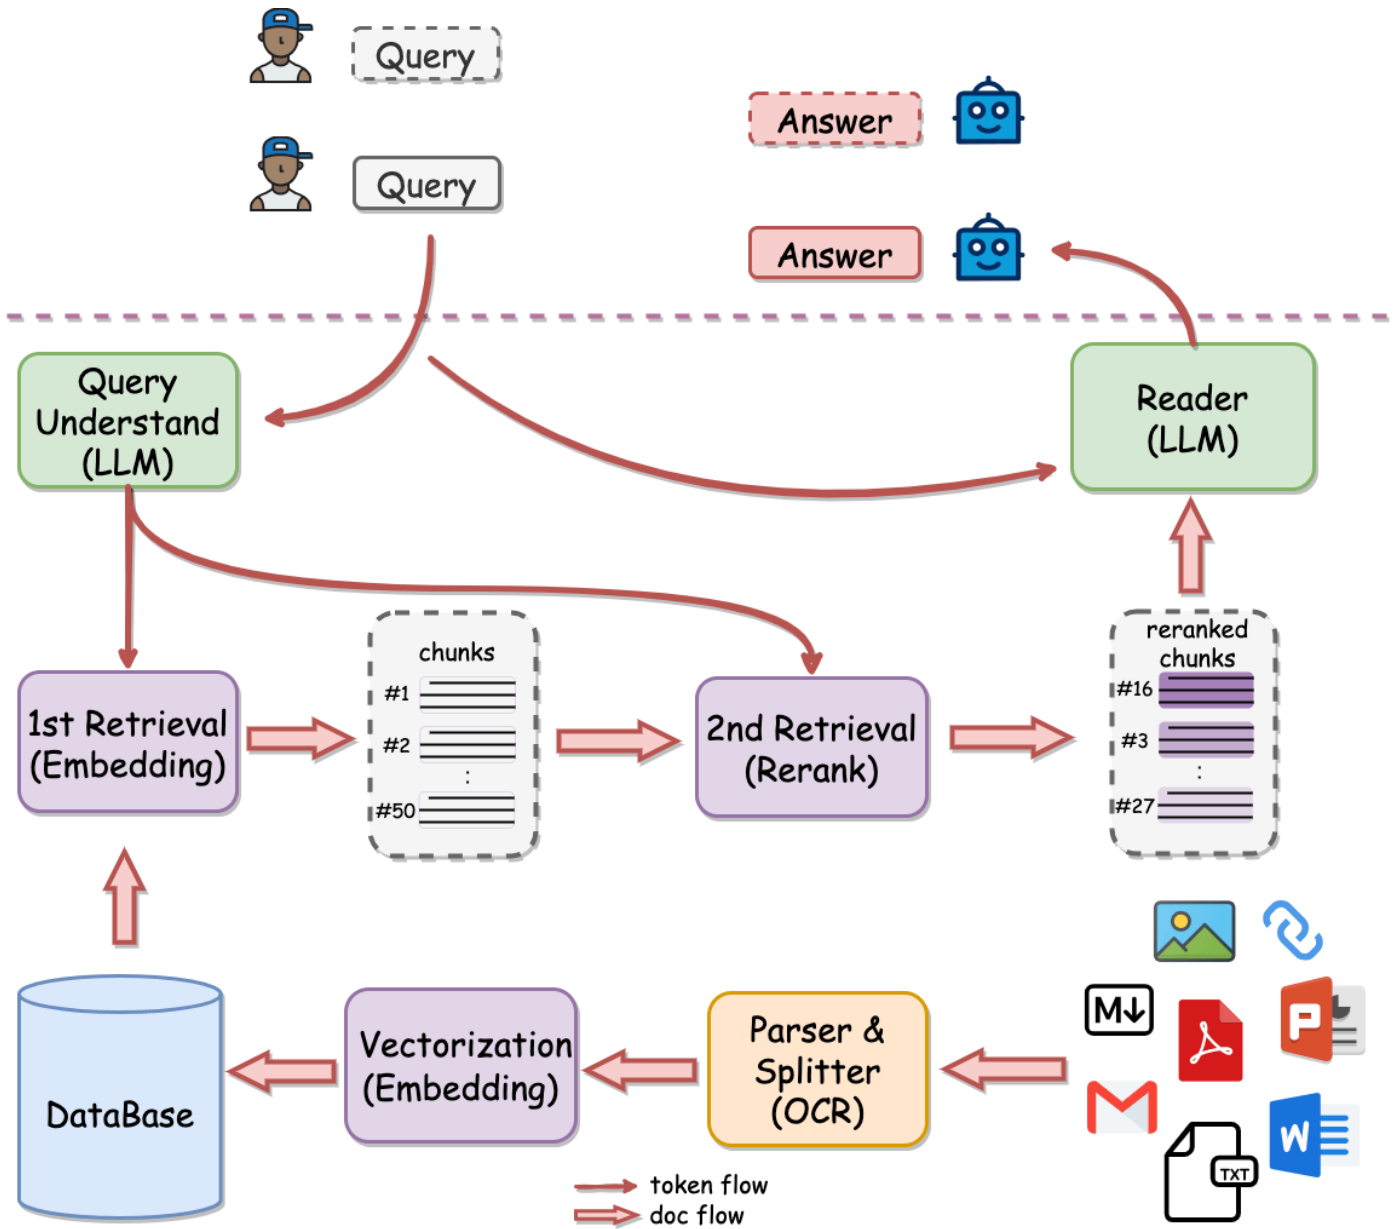 Query
Answer
Query
Answer
Query
Understand
(LLM)
Reader
(LLM)
1st Retrieval
(Embedding)
chunks
#1
#2
:
#50
2nd Retrieval
(Rerank)
reranked
chunks
#16
#3
:
#27
DataBase
Vectorization
(Embedding)
Parser &
Splitter
(OCR)
M
P
W
TXT
token flow
doc flow